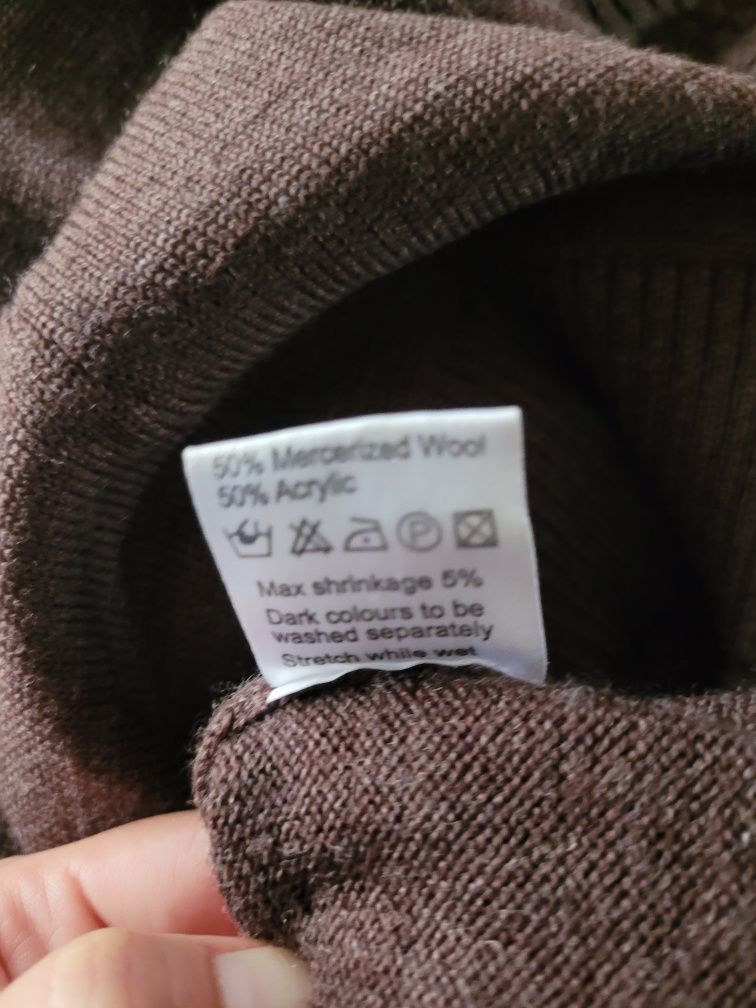 50% Mercerized Wool
50% Acrylic
P
Max shrinkage 5%
Dark colours to be
washed separately
Stretch while wet